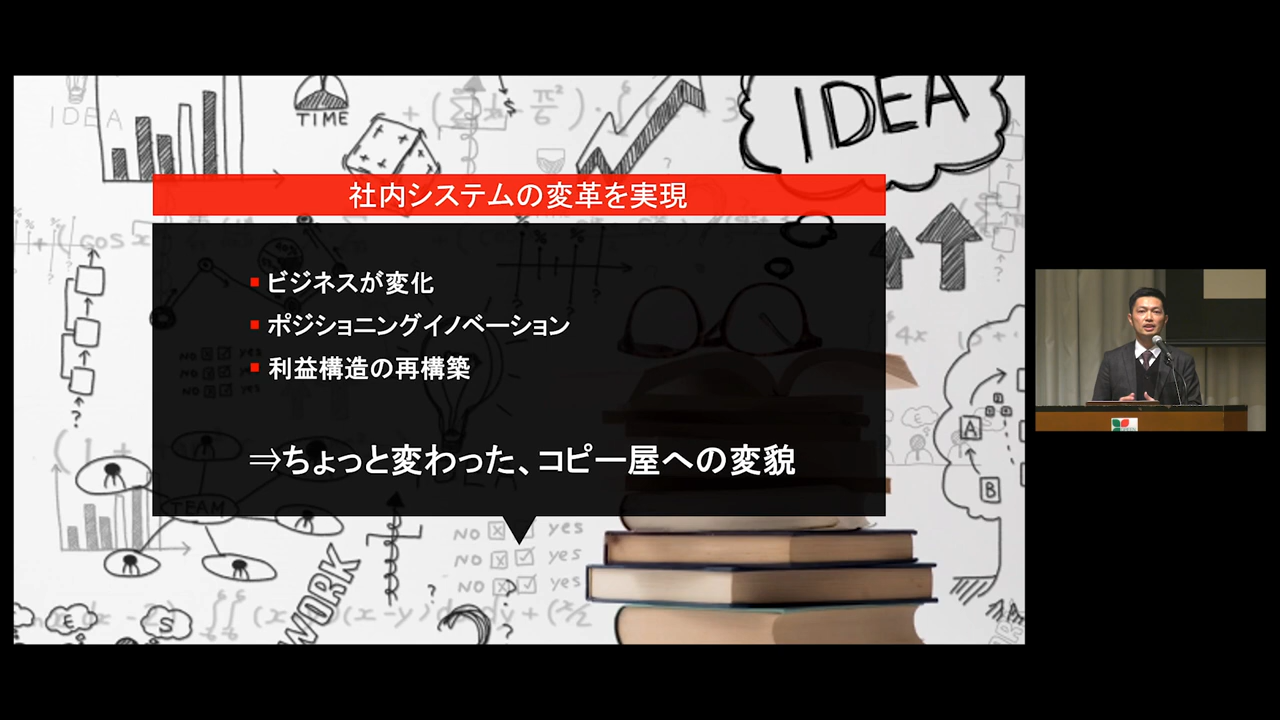 IDEA
TIME
IDEA
社内システムの変革を実現
ビジネスが変化
ポジショニングイノベーション
利益構造の再構築
⇒ちょっと変わった、コピー屋への変貌
TEAM
A
B
NO yes
NO yes
NO yes
WORK